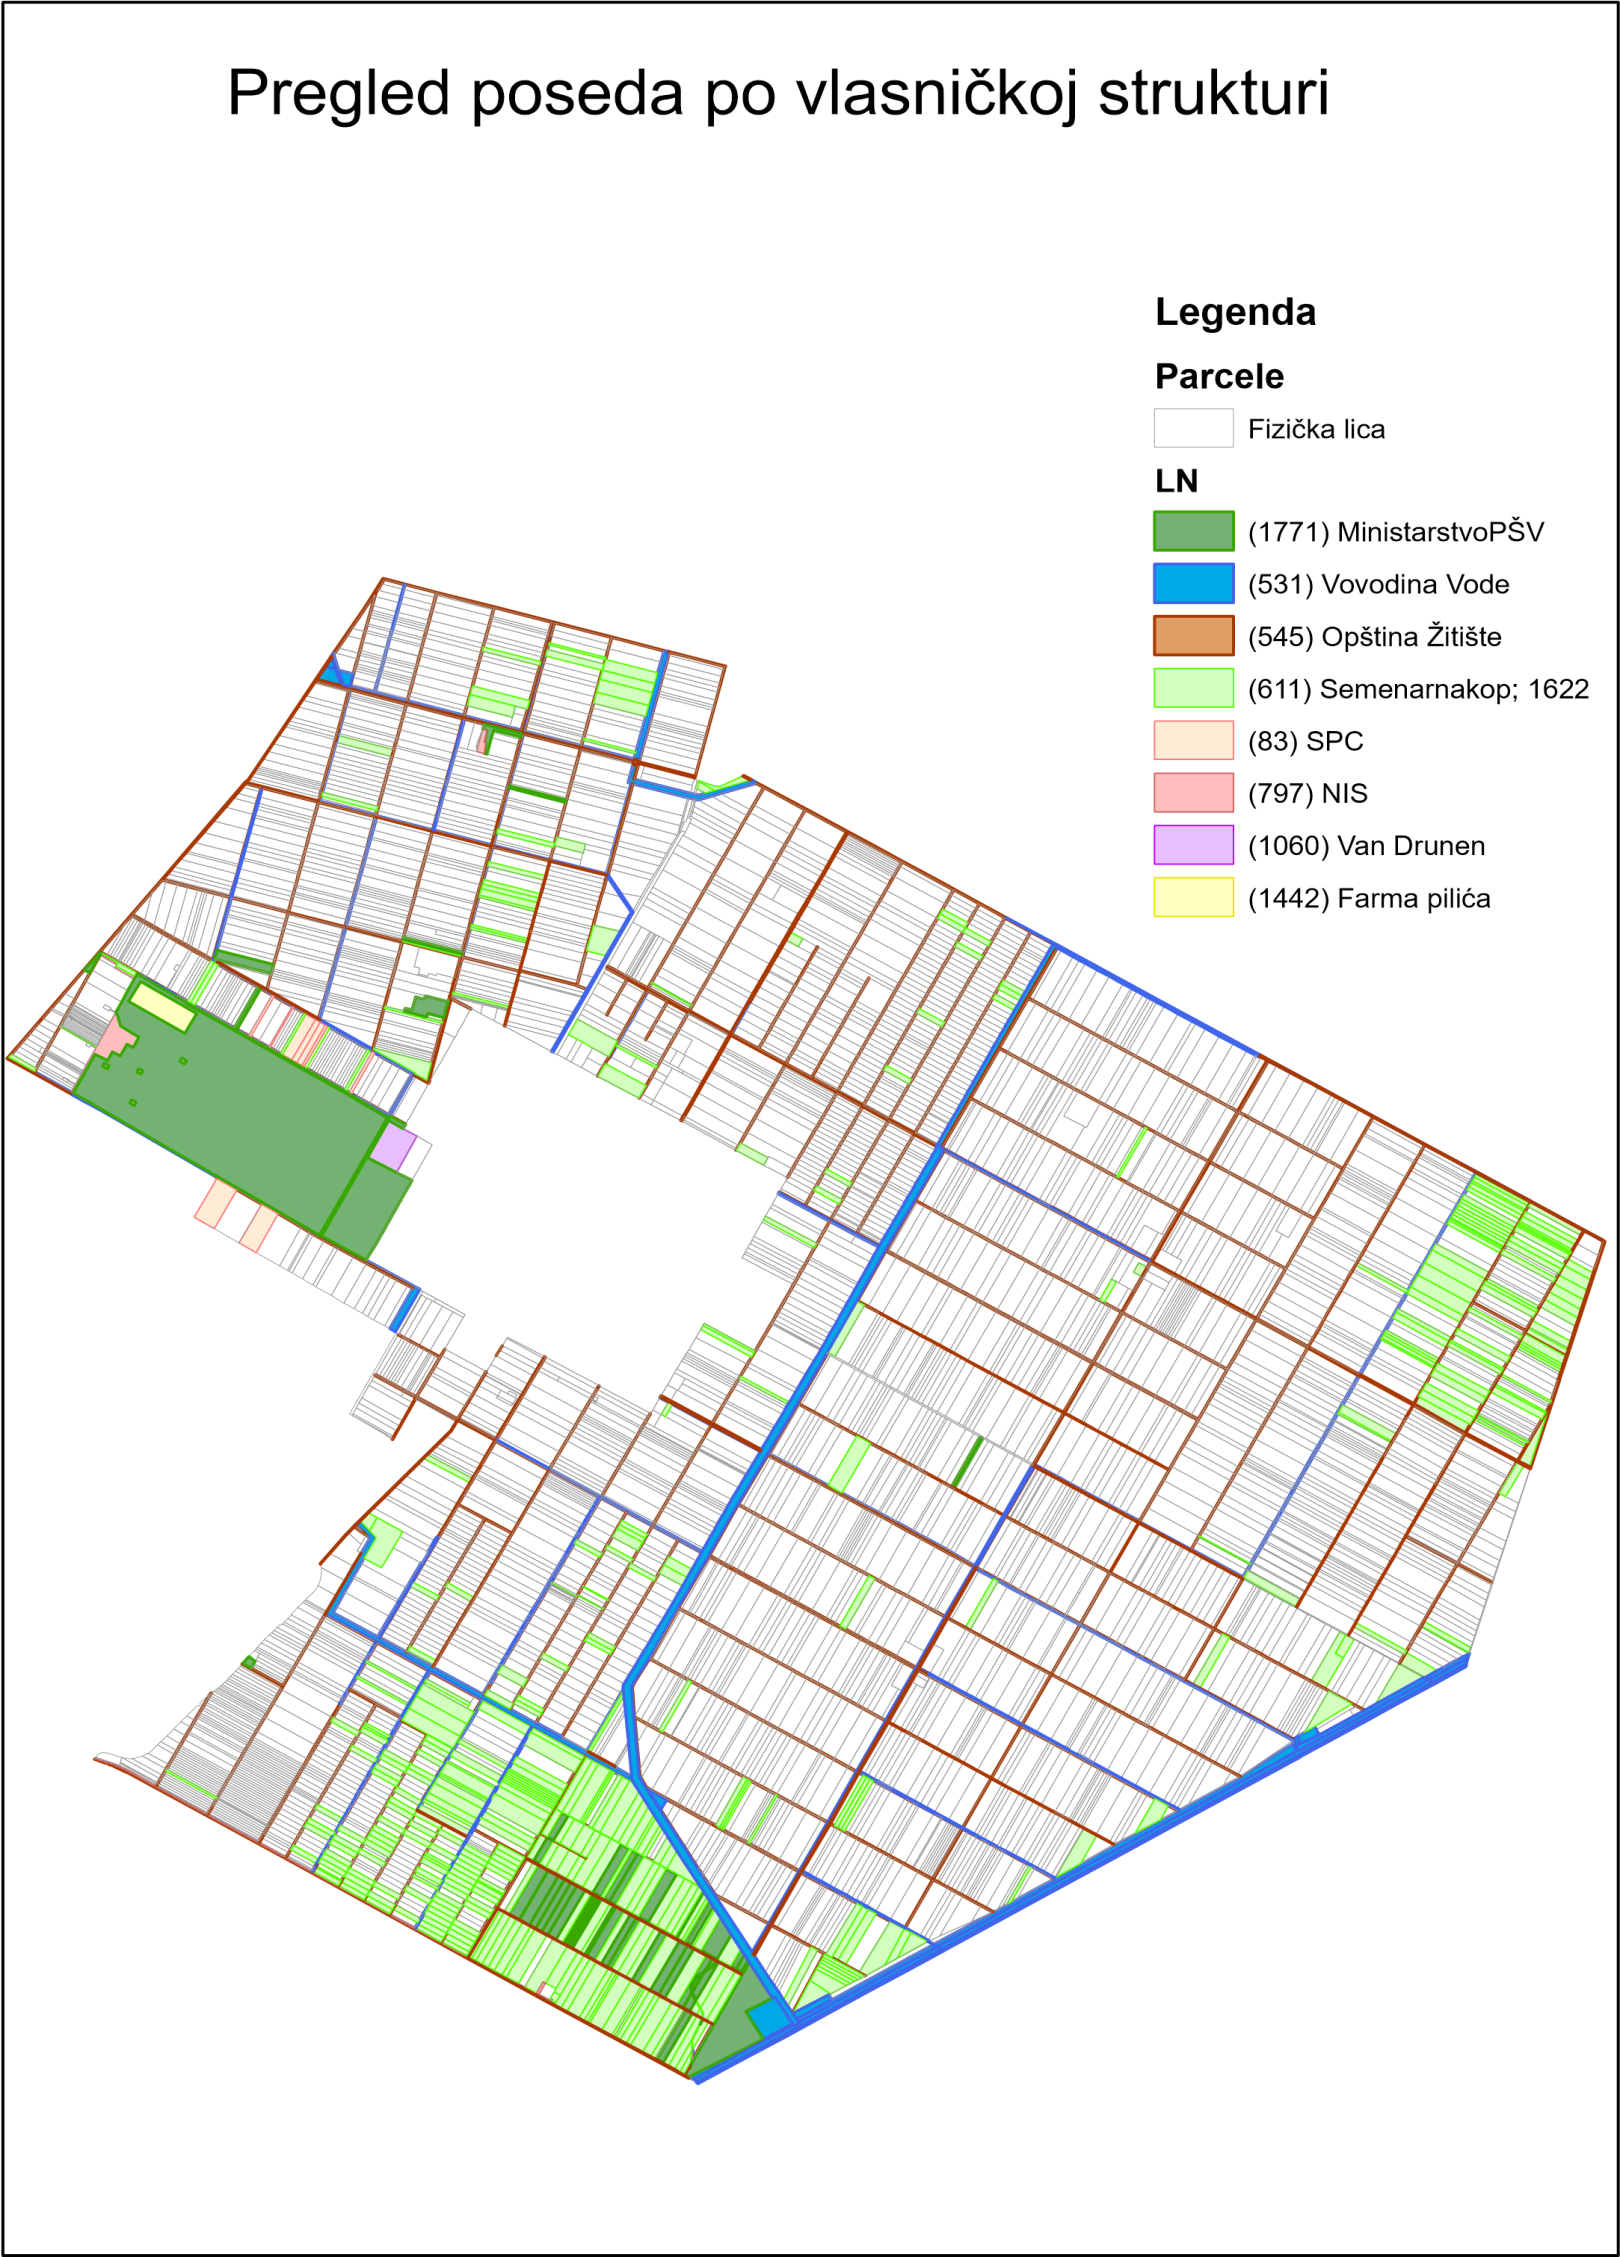 Pregled poseda po vlasničkoj strukturi
Legenda
Parcele
Fizička lica
LN
(1771) MinistarstvoPŠV
(531) Vovodina Vode
(545) Opština Žitište
(611) Semenarnakop; 1622
(83) SPC
(797) NIS
(1060) Van Drunen
(1442) Farma pilića